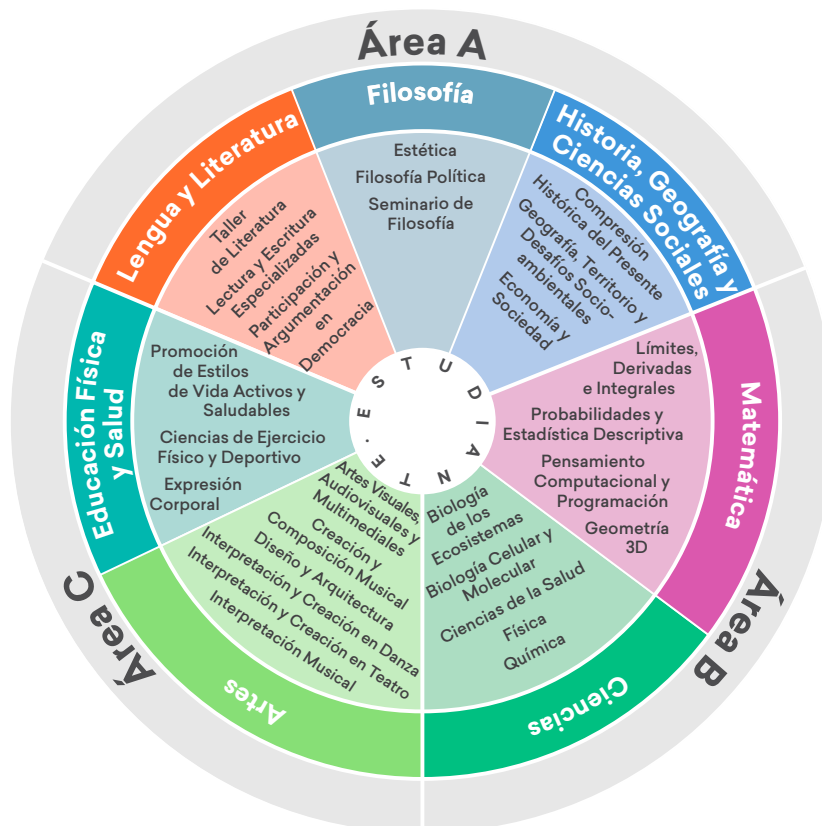 Área A
Filosofía
Estética
Filosofía Política
Seminario de
Filosofía
Historia, Geografía y
Ciencias Sociales
Compresión
Histórica del Presente
Geografía, Territorio y
Desafíos Socio-
ambientales
Economía y
Sociedad
Lengua y Literatura
Taller
de Literatura
Lectura y Escritura
Especializadas
Participación y
Argumentación
en
Democracia
Área B
Matemática
Límites,
Derivadas
e Integrales
Probabilidades y
Estadística Descriptiva
Pensamiento
Computacional y
Programación
Geometría
3D
Ciencias
Biología
de los
Ecosistemas
Biología Celular y
Molecular
Ciencias de la Salud
Física
Química
Área C
Artes
Artes Visuales,
Audiovisuales y
Multimediales
Creación y
Composición Musical
Diseño y Arquitectura
Interpretación y Creación en Danza
Interpretación y Creación en Teatro
Interpretación Musical
Educación Física
y Salud
Promoción
de Estilos
de Vida Activos y
Saludables
Ciencias de Ejercicio
Físico y Deportivo
Expresión
Corporal
ESTUDIANTE.